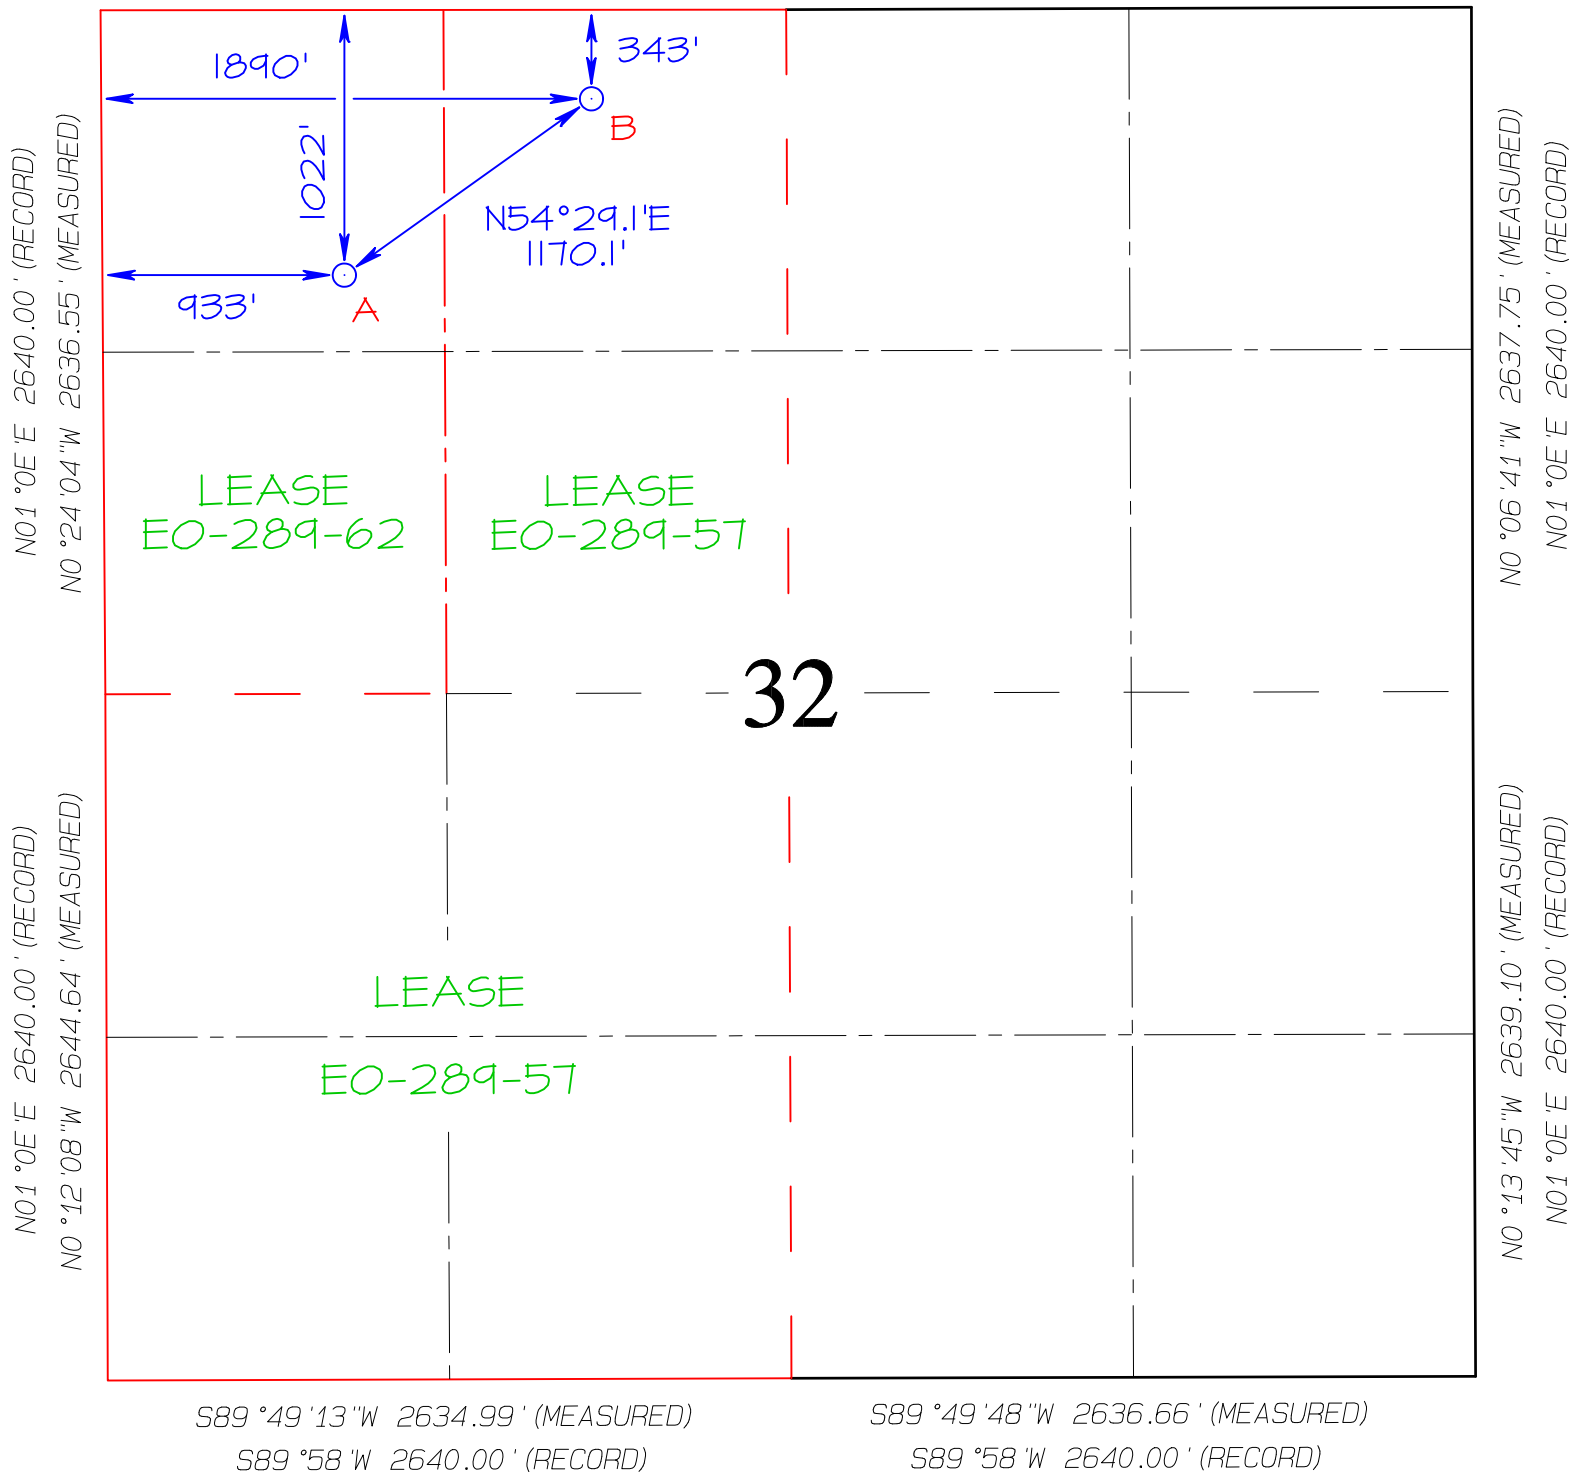 343'
1890'
B
1022'
N54°29.1'E
1170.1'
933'
A
N01 °0E 'E 2640.00 ' (RECORD)
N0 °24 '04 "W 2636.55 ' (MEASURED)
N0 °06 '41 "W 2637.75 ' (MEASURED)
N01 °0E 'E 2640.00 ' (RECORD)
LEASE
EO-289-62
LEASE
EO-289-57
32
N01 °0E 'E 2640.00 ' (RECORD)
N0 °12 '08 "W 2644.64 ' (MEASURED)
N0 °13 '45 "W 2639.10 ' (MEASURED)
N01 °0E 'E 2640.00 ' (RECORD)
LEASE
EO-289-57
S89 °49 '13 "W 2634.99 ' (MEASURED)
S89 °58 'W 2640.00 ' (RECORD)
S89 °49 '48 "W 2636.66 ' (MEASURED)
S89 °58 'W 2640.00 ' (RECORD)